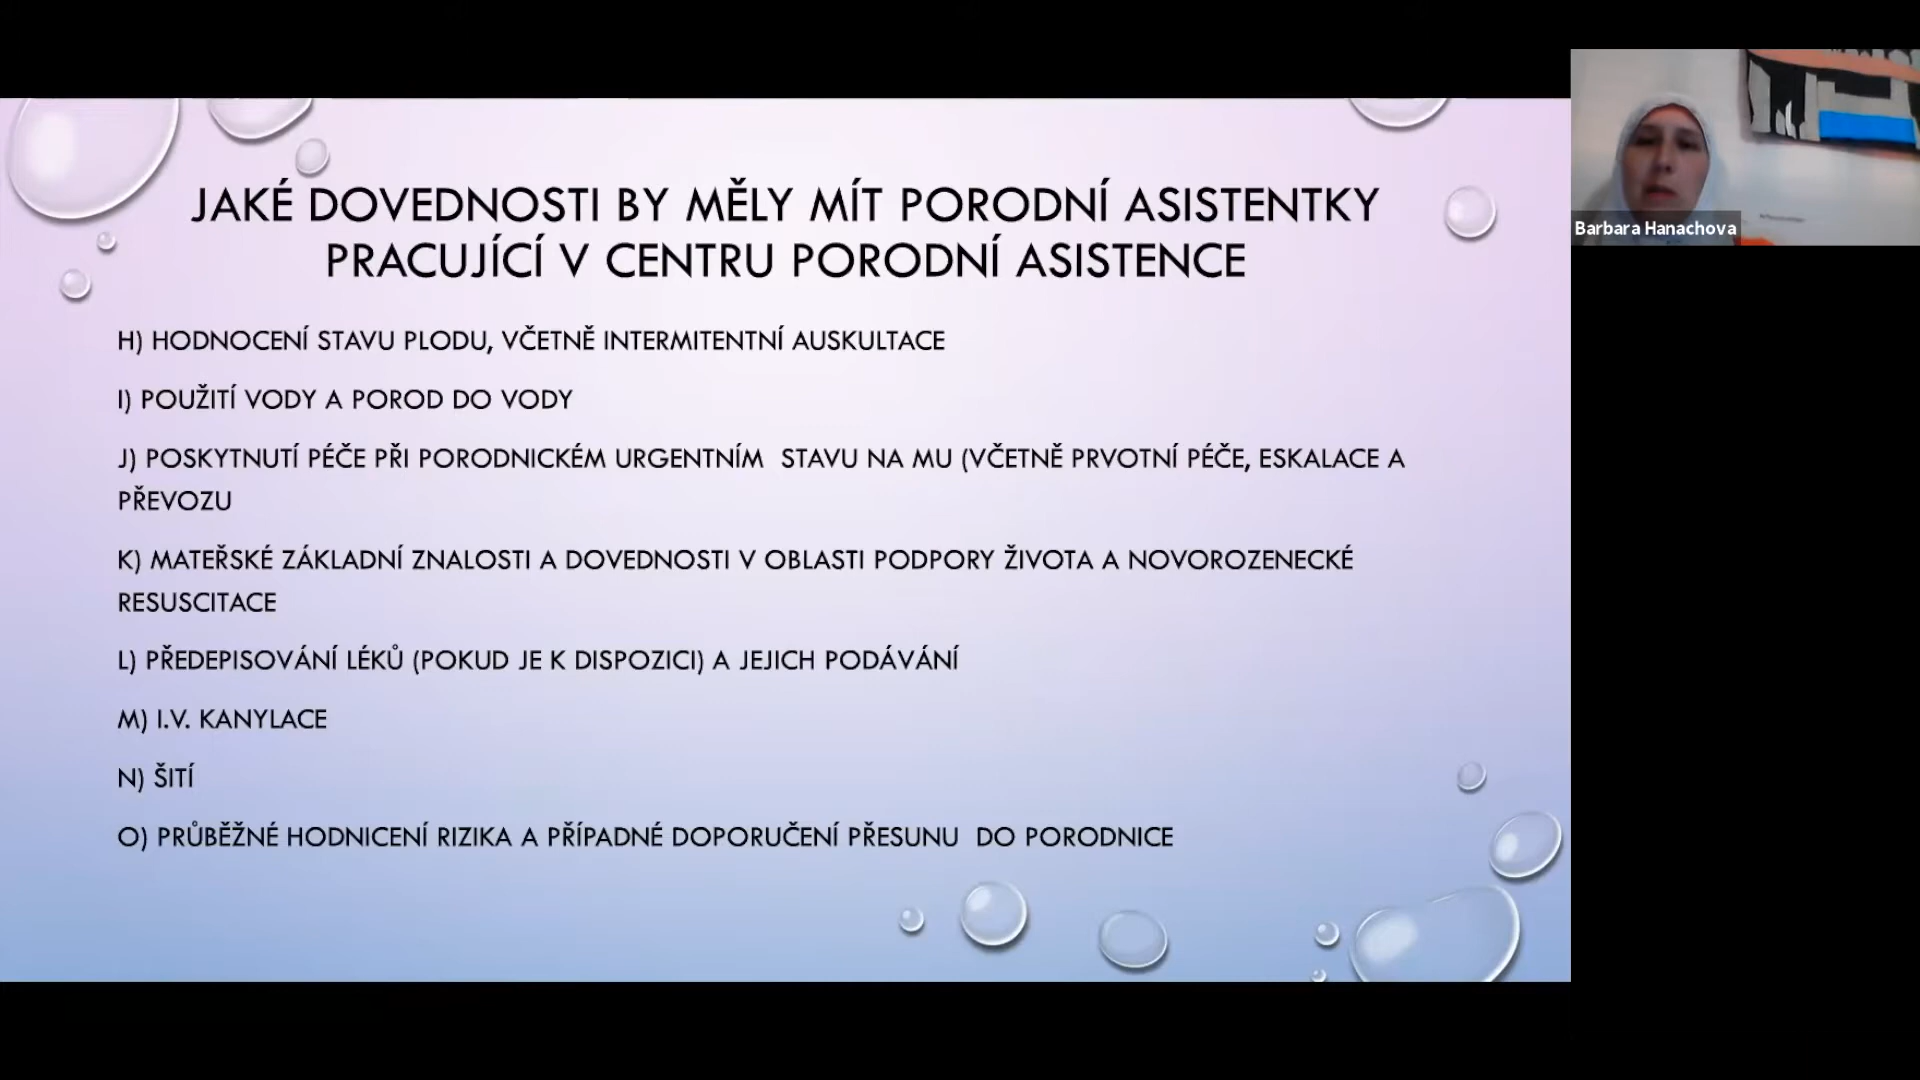 JAKÉ DOVEDNOSTI BY MĚLY MÍT PORODNÍ ASISTENTKY
PRACUJÍCÍ V CENTRU PORODNÍ ASISTENCE
H) HODNOCENÍ STAVU PLODU, VČETNĚ INTERMITENTNÍ AUSKULTACE
I) POUŽITÍ VODY A POROD DO VODY
J) POSKYTNUTÍ PÉČE PŘI PORODNICKÉM URGENTNÍM STAVU NA MU (VČETNĚ PRVOTNÍ PÉČE, ESKALACE A
PŘEVOZU
K) MATEŘSKÉ ZÁKLADNÍ ZNALOSTI A DOVEDNOSTI V OBLASTI PODPORY ŽIVOTA A NOVOROZENECKÉ
RESUSCITACE
L) PŘEDEPISOVÁNÍ LÉKŮ (POKUD JE K DISPOZICI) A JEJICH PODÁVÁNÍ
M) I.V. KANYLACE
N) ŠITÍ
O) PRŮBĚŽNÉ HODNICENÍ RIZIKA A PŘÍPADNÉ DOPORUČENÍ PŘESUNU DO PORODNICE
Barbara Hanachova